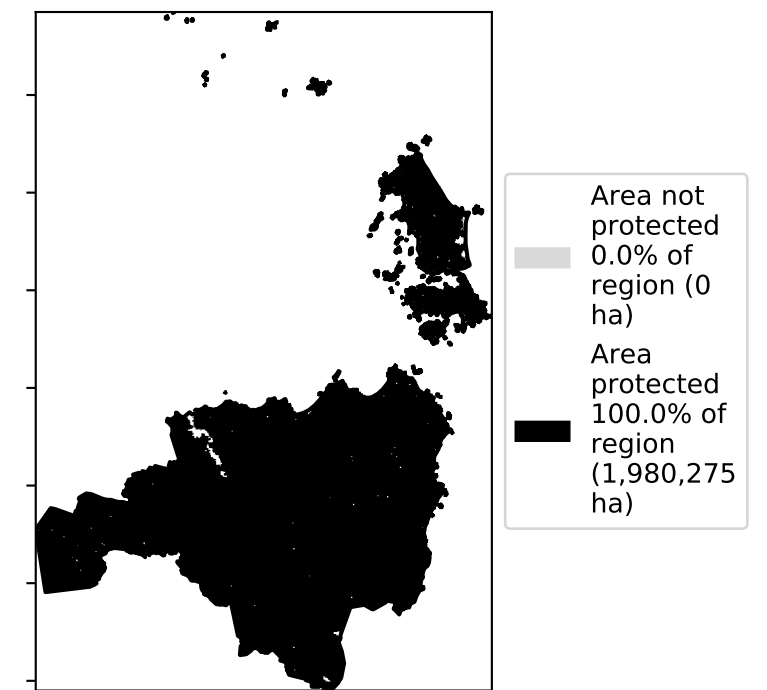 Area not
protected
0.0% of
region (0
ha)
Area
protected
100.0% of
region
(1,980,275
ha)